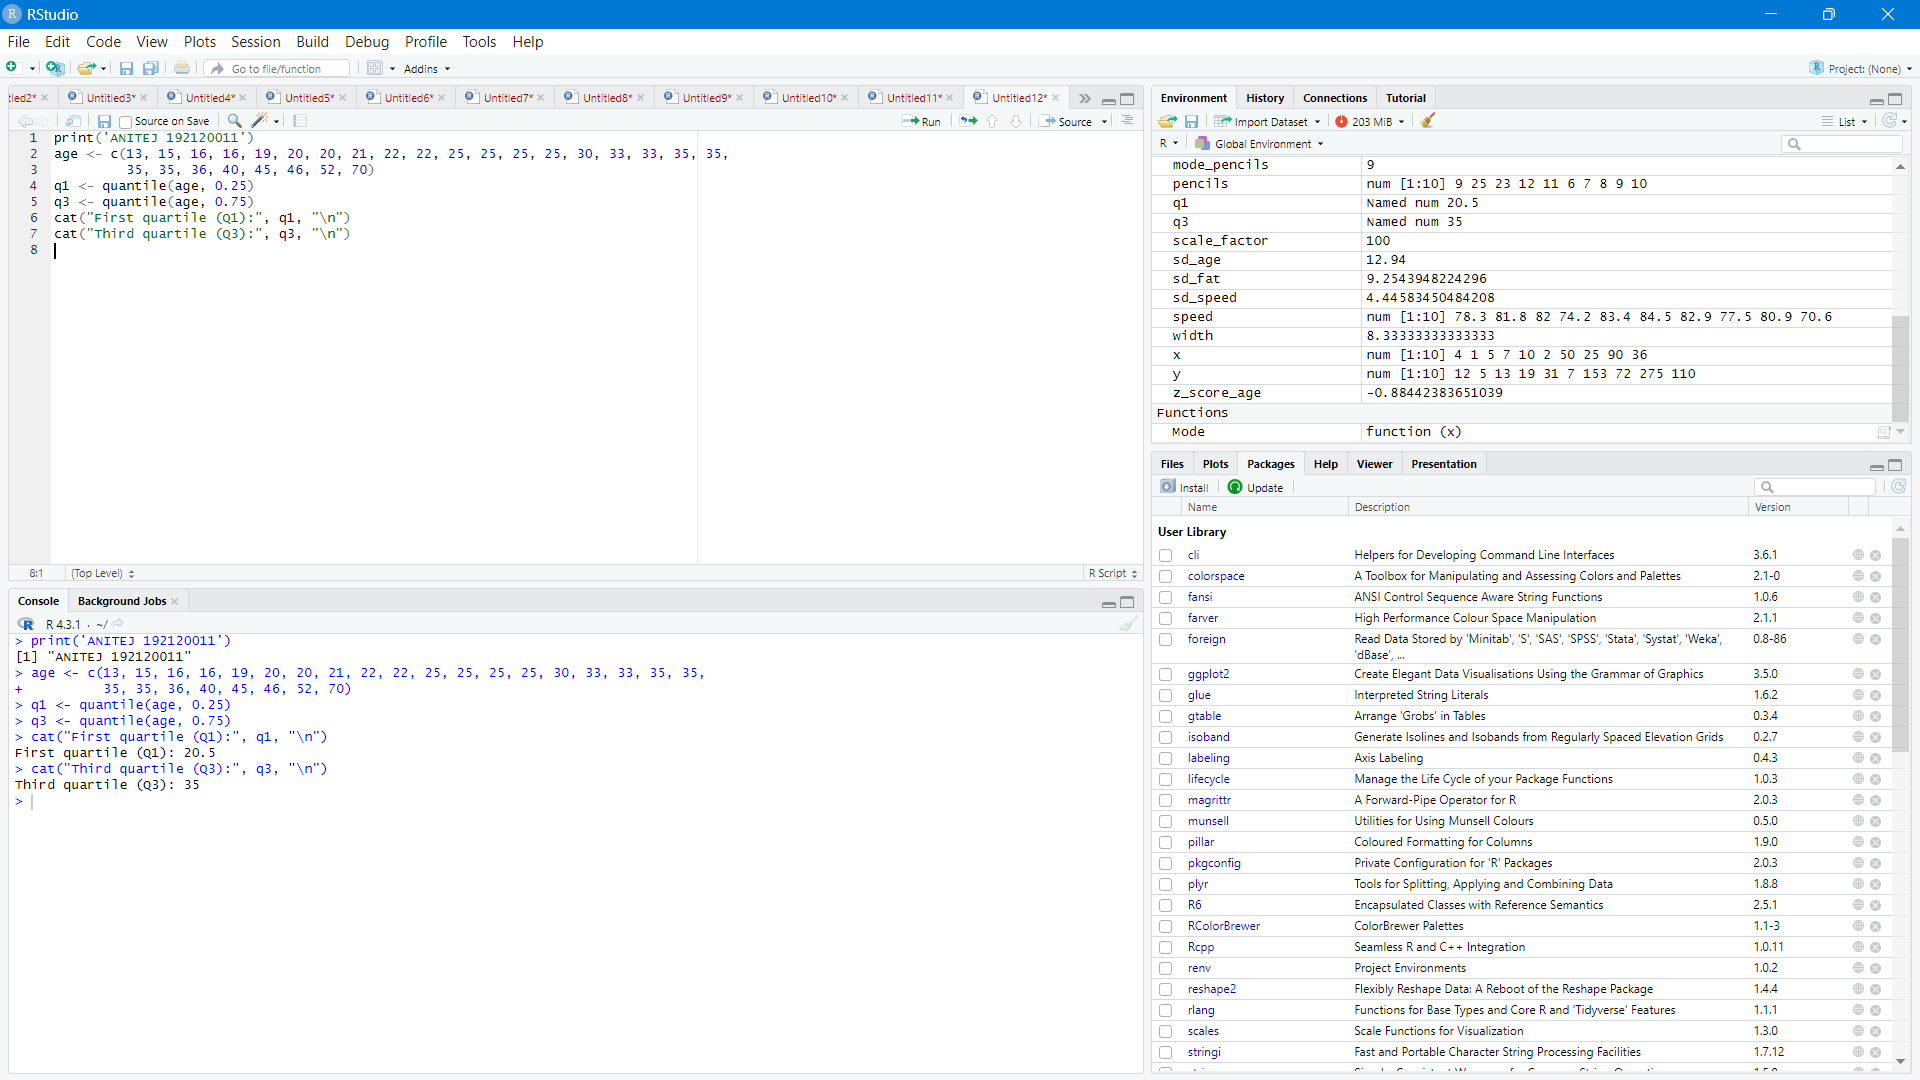 RStudio
File Edit Code View Plots Session Build Debug Profile Tools Help
Go to file/function Addins Project: (None)
tled2* Untitled3* Untitled4* Untitled5* Untitled6* Untitled7* Untitled8* Untitled9* Untitled10* Untitled11* Untitled12*
Source on Save Run Source
1 print('ANITEJ 192120011')
2 age <- c(13, 15, 16, 16, 19, 20, 20, 21, 22, 22, 25, 25, 25, 25, 30, 33, 33, 35, 35,
3 35, 35, 36, 40, 45, 46, 52, 70)
4 q1 <- quantile(age, 0.25)
5 q3 <- quantile(age, 0.75)
6 cat("First quartile (Q1):", q1, "\n")
7 cat("Third quartile (Q3):", q3, "\n")
8
8:1 (Top Level) R Script
Console Background Jobs
R 4.3.1 · ~/
> print('ANITEJ 192120011')
[1] "ANITEJ 192120011"
> age <- c(13, 15, 16, 16, 19, 20, 20, 21, 22, 22, 25, 25, 25, 25, 30, 33, 33, 35, 35,
+ 35, 35, 36, 40, 45, 46, 52, 70)
> q1 <- quantile(age, 0.25)
> q3 <- quantile(age, 0.75)
> cat("First quartile (Q1):", q1, "\n")
First quartile (Q1): 20.5
> cat("Third quartile (Q3):", q3, "\n")
Third quartile (Q3): 35
>
Environment History Connections Tutorial
Import Dataset 203 MiB List
R Global Environment
mode_pencils 9
pencils num [1:10] 9 25 23 12 11 6 7 8 9 10
q1 Named num 20.5
q3 Named num 35
scale_factor 100
sd_age 12.94
sd_fat 9.2543948224296
sd_speed 4.44583450484208
speed num [1:10] 78.3 81.8 82 74.2 83.4 84.5 82.9 77.5 80.9 70.6
width 8.33333333333333
x num [1:10] 4 1 5 7 10 2 50 25 90 36
y num [1:10] 12 5 13 19 31 7 153 72 275 110
z_score_age -0.88442383651039
Functions
Mode function (x)
Files Plots Packages Help Viewer Presentation
Install Update
Name Description Version
User Library
cli Helpers for Developing Command Line Interfaces 3.6.1
colorspace A Toolbox for Manipulating and Assessing Colors and Palettes 2.1-0
fansi ANSI Control Sequence Aware String Functions 1.0.6
farver High Performance Colour Space Manipulation 2.1.1
foreign Read Data Stored by 'Minitab', 'S', 'SAS', 'SPSS', 'Stata', 'Systat', 'Weka', 0.8-86
'dBase', ...
ggplot2 Create Elegant Data Visualisations Using the Grammar of Graphics 3.5.0
glue Interpreted String Literals 1.6.2
gtable Arrange 'Grobs' in Tables 0.3.4
isoband Generate Isolines and Isobands from Regularly Spaced Elevation Grids 0.2.7
labeling Axis Labeling 0.4.3
lifecycle Manage the Life Cycle of your Package Functions 1.0.3
magrittr A Forward-Pipe Operator for R 2.0.3
munsell Utilities for Using Munsell Colours 0.5.0
pillar Coloured Formatting for Columns 1.9.0
pkgconfig Private Configuration for 'R' Packages 2.0.3
plyr Tools for Splitting, Applying and Combining Data 1.8.8
R6 Encapsulated Classes with Reference Semantics 2.5.1
RColorBrewer ColorBrewer Palettes 1.1-3
Rcpp Seamless R and C++ Integration 1.0.11
renv Project Environments 1.0.2
reshape2 Flexibly Reshape Data: A Reboot of the Reshape Package 1.4.4
rlang Functions for Base Types and Core R and 'Tidyverse' Features 1.1.1
scales Scale Functions for Visualization 1.3.0
stringi Fast and Portable Character String Processing Facilities 1.7.12